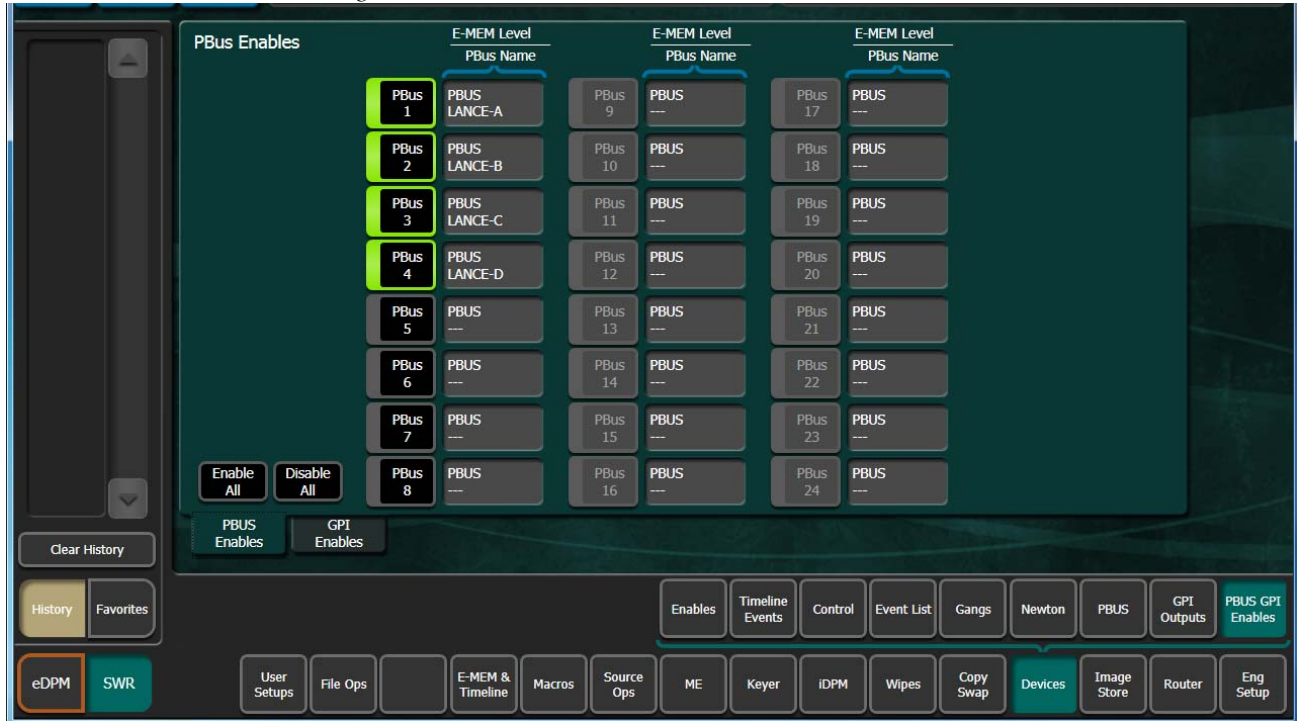 PBus Enables
E-MEM Level
PBus Name
E-MEM Level
PBus Name
E-MEM Level
PBus Name
PBus
1
PBUS
LANCE-A
PBus
9
PBUS
---
PBus
17
PBUS
---
PBus
2
PBUS
LANCE-B
PBus
10
PBUS
---
PBus
18
PBUS
---
PBus
3
PBUS
LANCE-C
PBus
11
PBUS
---
PBus
19
PBUS
---
PBus
4
PBUS
LANCE-D
PBus
12
PBUS
---
PBus
20
PBUS
---
PBus
5
PBUS
---
PBus
13
PBUS
---
PBus
21
PBUS
---
PBus
6
PBUS
---
PBus
14
PBUS
---
PBus
22
PBUS
---
PBus
7
PBUS
---
PBus
15
PBUS
---
PBus
23
PBUS
---
Enable
All
Disable
All
PBus
8
PBUS
---
PBus
16
PBUS
---
PBus
24
PBUS
---
PBUS
Enables
GPI
Enables
Clear History
History
Favorites
Enables
Timeline
Events
Control
Event List
Gangs
Newton
PBUS
GPI
Outputs
PBUS GPI
Enables
eDPM
SWR
User
Setups
File Ops
E-MEM &
Timeline
Macros
Source
Ops
ME
Keyer
iDPM
Wipes
Copy
Swap
Devices
Image
Store
Router
Eng
Setup